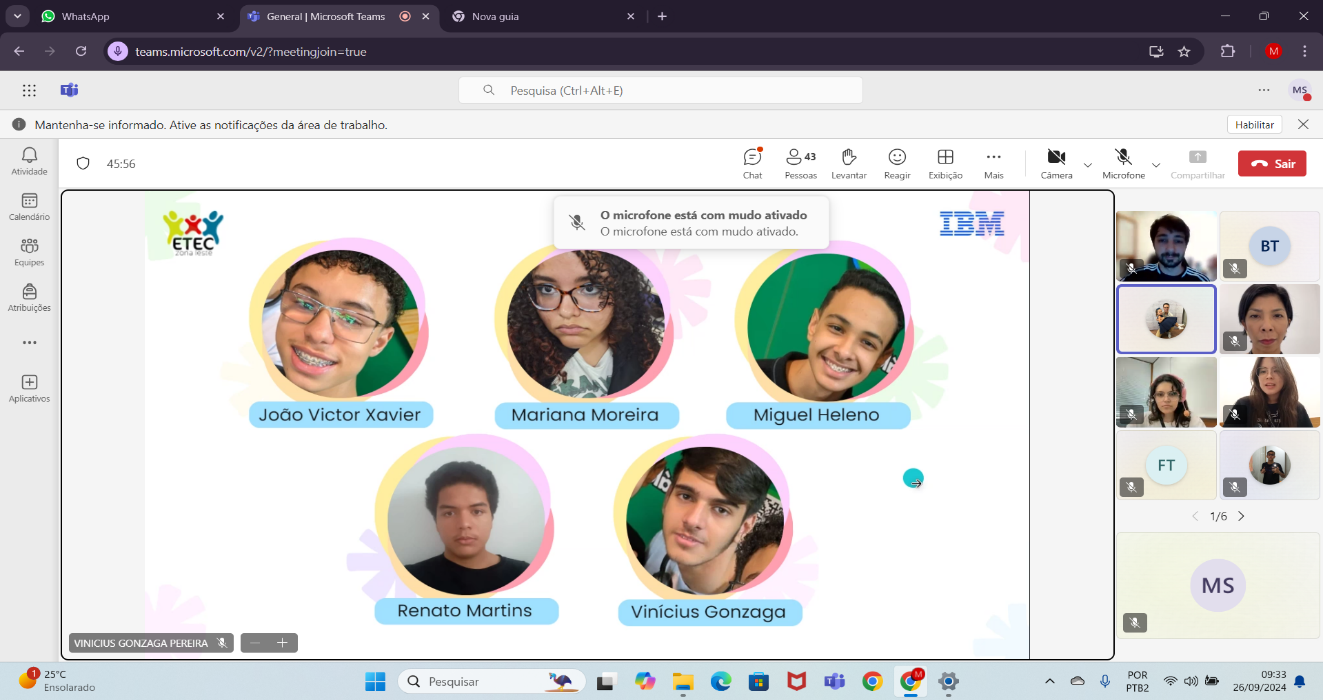 WhatsApp
General | Microsoft Teams
Nova guia
teams.microsoft.com/v2/?meetingjoin=true
M
Pesquisa (Ctrl+Alt+E)
MS
Mantenha-se informado. Ative as notificações da área de trabalho.
Habilitar
Atividade
Calendário
Equipes
Atribuições
Aplicativos
45:56
Chat
43
Pessoas
Levantar
Reagir
Exibição
Mais
Câmera
Microfone
Compartilhar
Sair
O microfone está com mudo ativado
O microfone está com mudo ativado.
ETEC
zona leste
IBM
João Victor Xavier
Mariana Moreira
Miguel Heleno
Renato Martins
Vinícius Gonzaga
VINICIUS GONZAGA PEREIRA
BT
FT
1/6
MS
1
25°C
Ensolarado
Pesquisar
M
POR
PTB2
09:33
26/09/2024